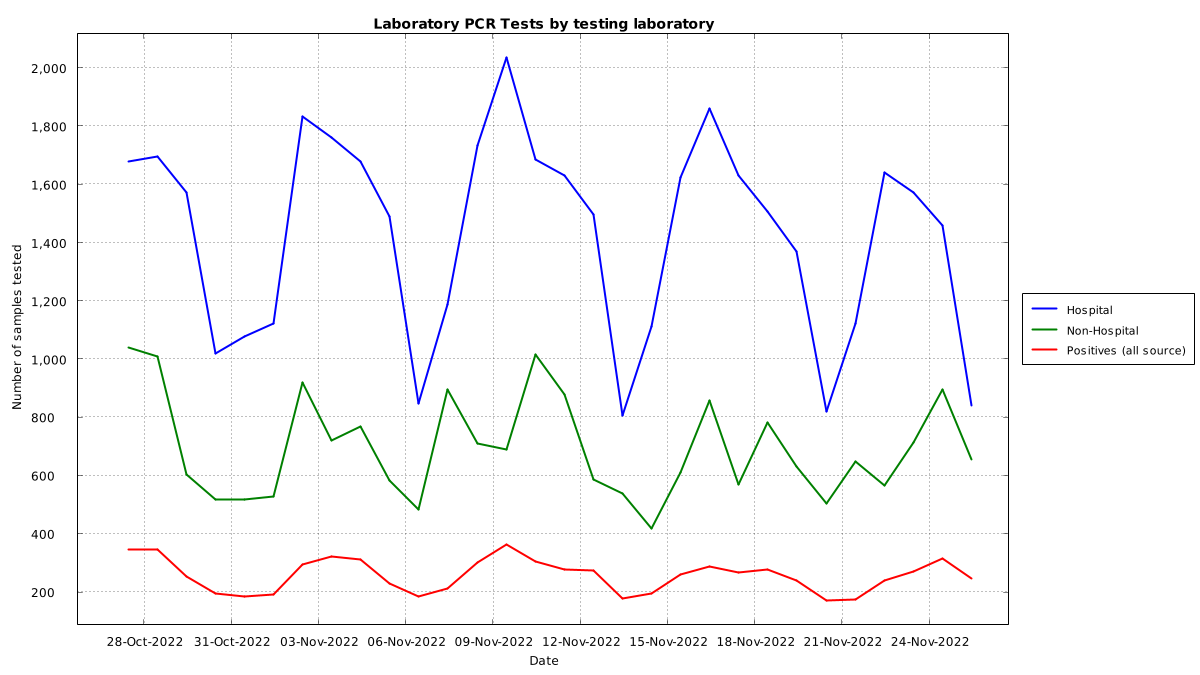 Laboratory PCR Tests by testing laboratory
2,000
1,800
1,600
1,400
1,200
1,000
800
600
400
200
Number of samples tested
28-Oct-2022 31-Oct-2022 03-Nov-2022 06-Nov-2022 09-Nov-2022 12-Nov-2022 15-Nov-2022 18-Nov-2022 21-Nov-2022 24-Nov-2022
Date
Hospital
Non-Hospital
Positives (all source)